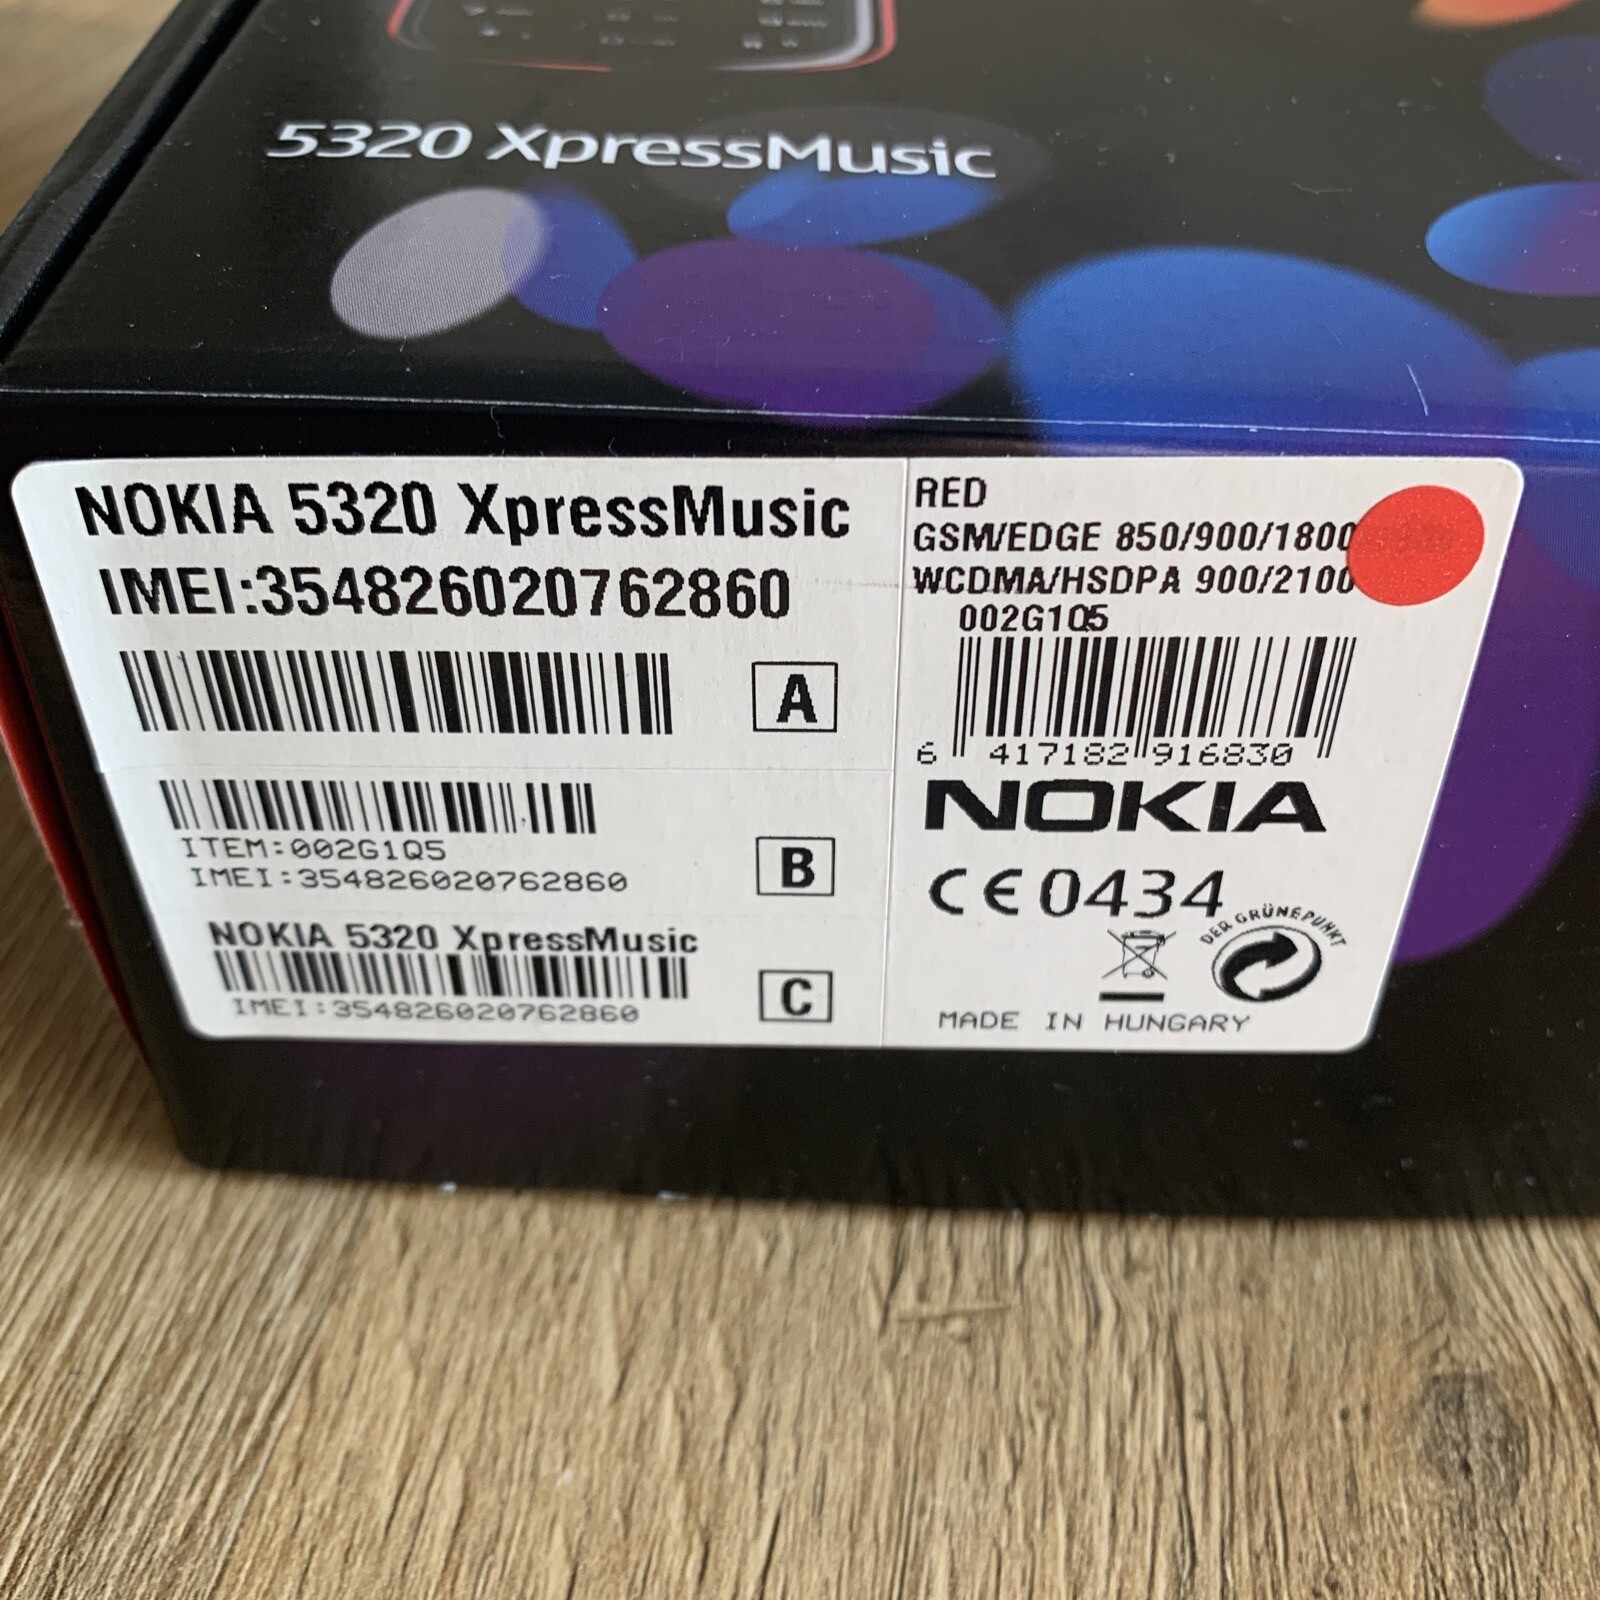 5320 XpressMusic
NOKIA 5320 XpressMusic
IMEI:354826020762860
A
ITEM:002G1Q5
IMEI:354826020762860
B
NOKIA 5320 XpressMusic
IMEI:354826020762860
C
RED
GSM/EDGE 850/900/1800
WCDMA/HSDPA 900/2100
002G1Q5
6 417182 916830
NOKIA
CE0434
DER GRÜNE PUNKT
MADE IN HUNGARY